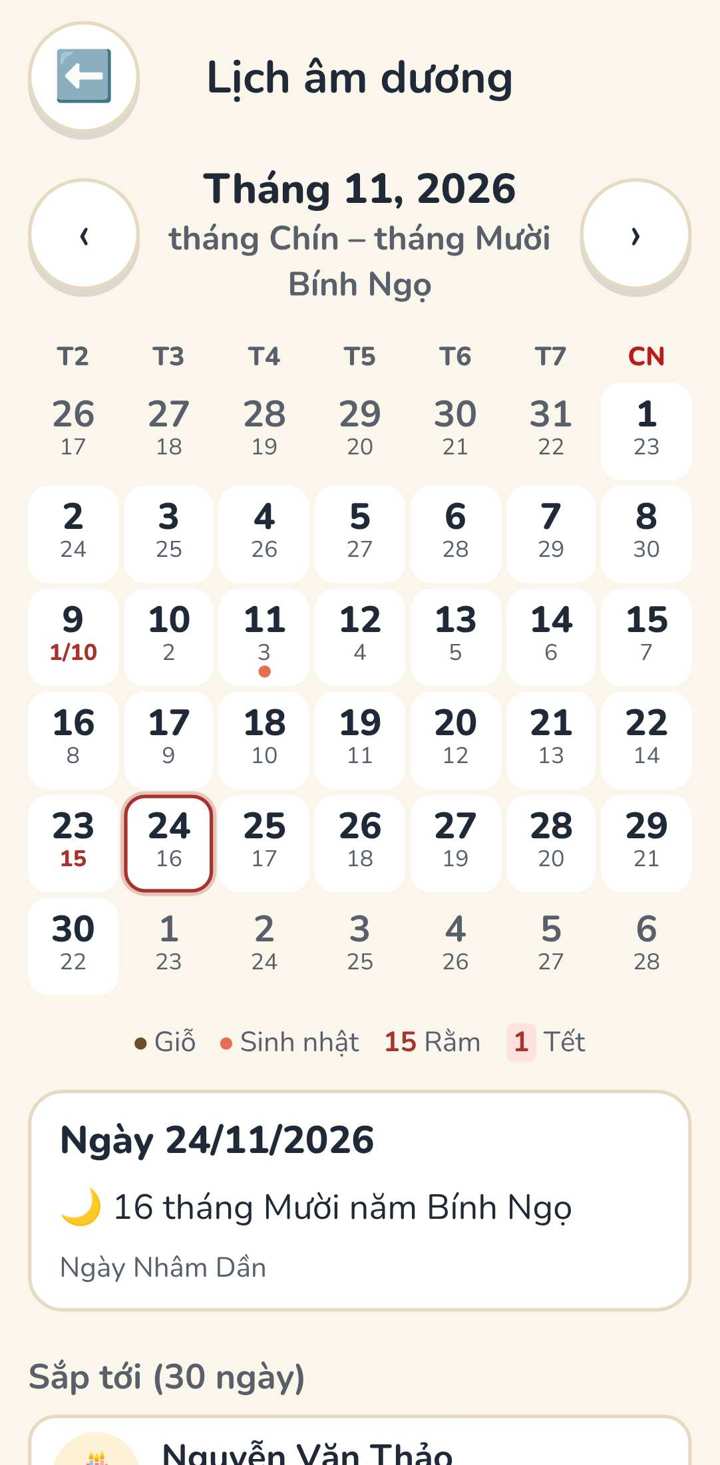 Lịch âm dương
‹
Tháng 11, 2026
tháng Chín – tháng Mười
Bính Ngọ
›
T2 T3 T4 T5 T6 T7 CN
26 27 28 29 30 31 1
17 18 19 20 21 22 23
2 3 4 5 6 7 8
24 25 26 27 28 29 30
9 10 11 12 13 14 15
1/10 2 3 4 5 6 7
16 17 18 19 20 21 22
8 9 10 11 12 13 14
23 24 25 26 27 28 29
15 16 17 18 19 20 21
30 1 2 3 4 5 6
22 23 24 25 26 27 28
Giỗ Sinh nhật 15 Rằm 1 Tết
Ngày 24/11/2026
🌙 16 tháng Mười năm Bính Ngọ
Ngày Nhâm Dần
Sắp tới (30 ngày)
Nguyễn Văn Thảo